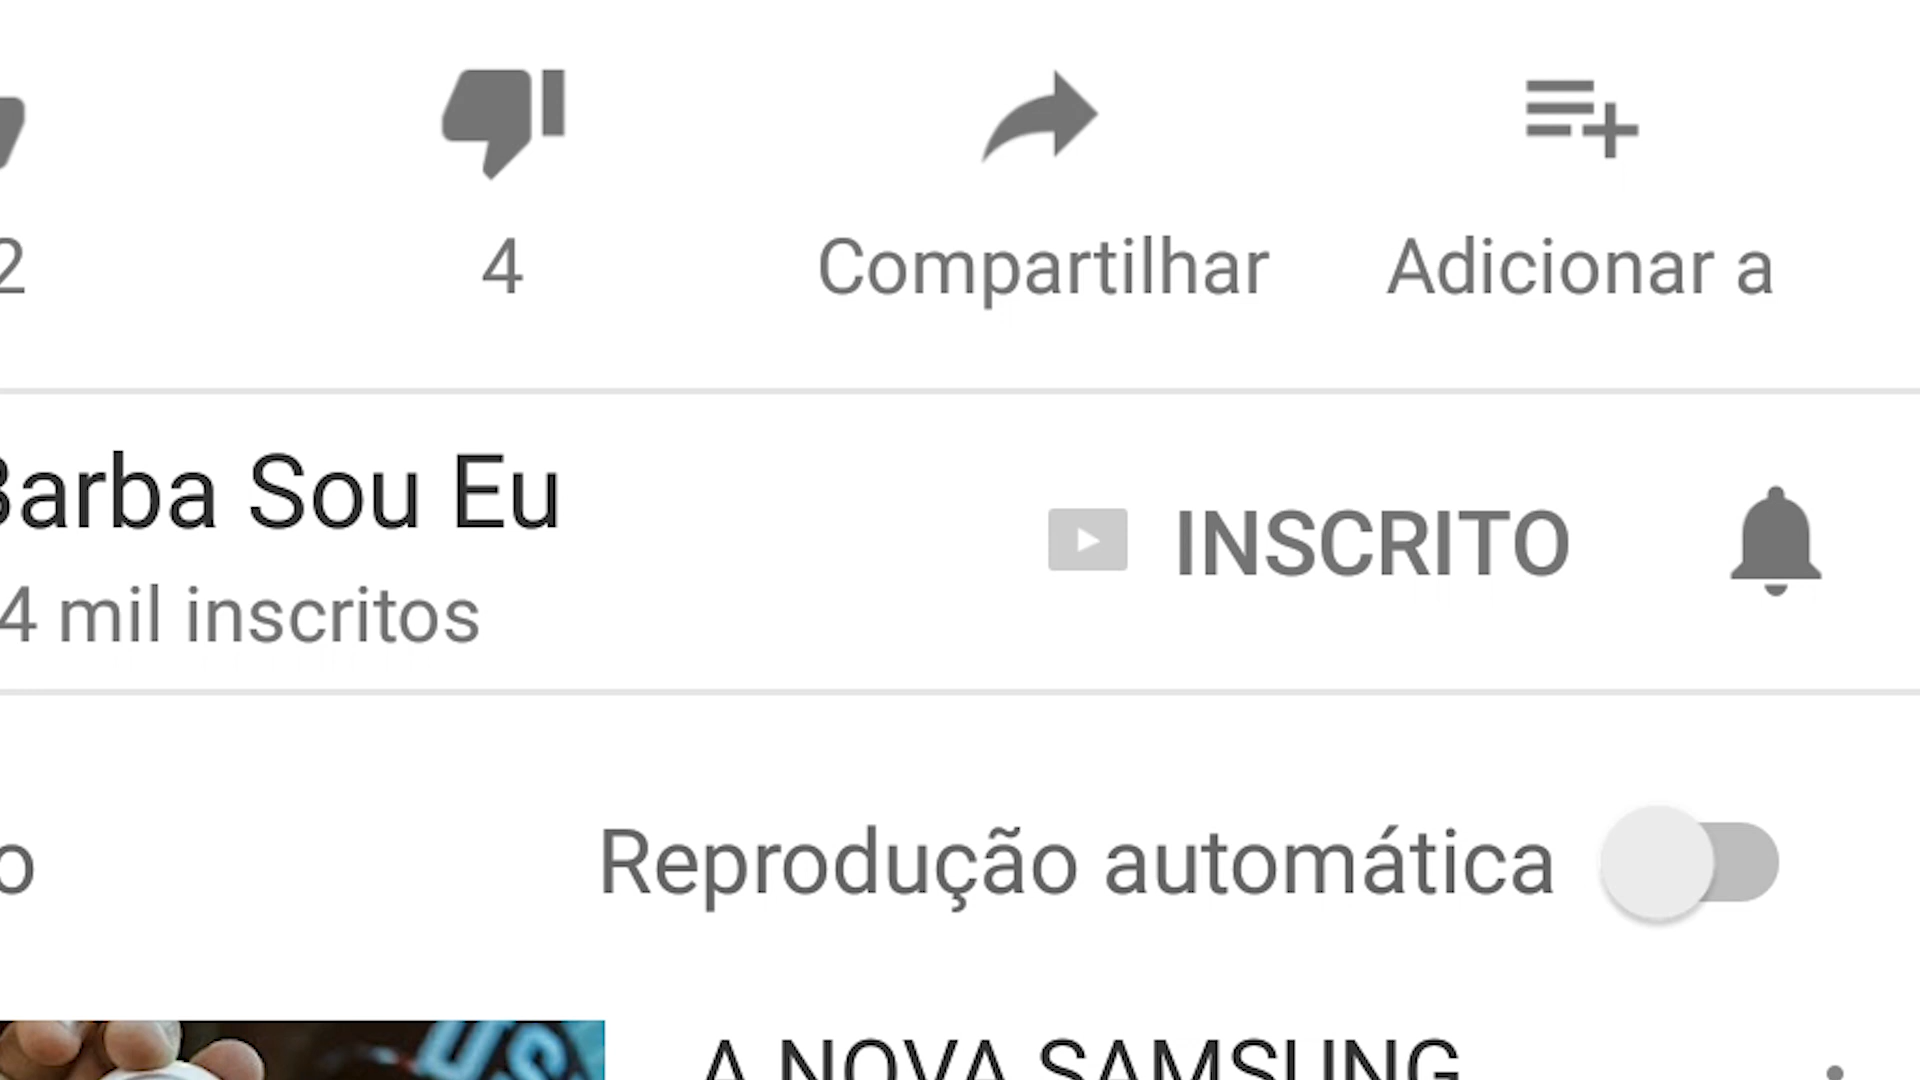 2
4
Compartilhar
Adicionar a
Barba Sou Eu
INSCRITO
4 mil inscritos
Reprodução automática
A NOVA SAMSUNG